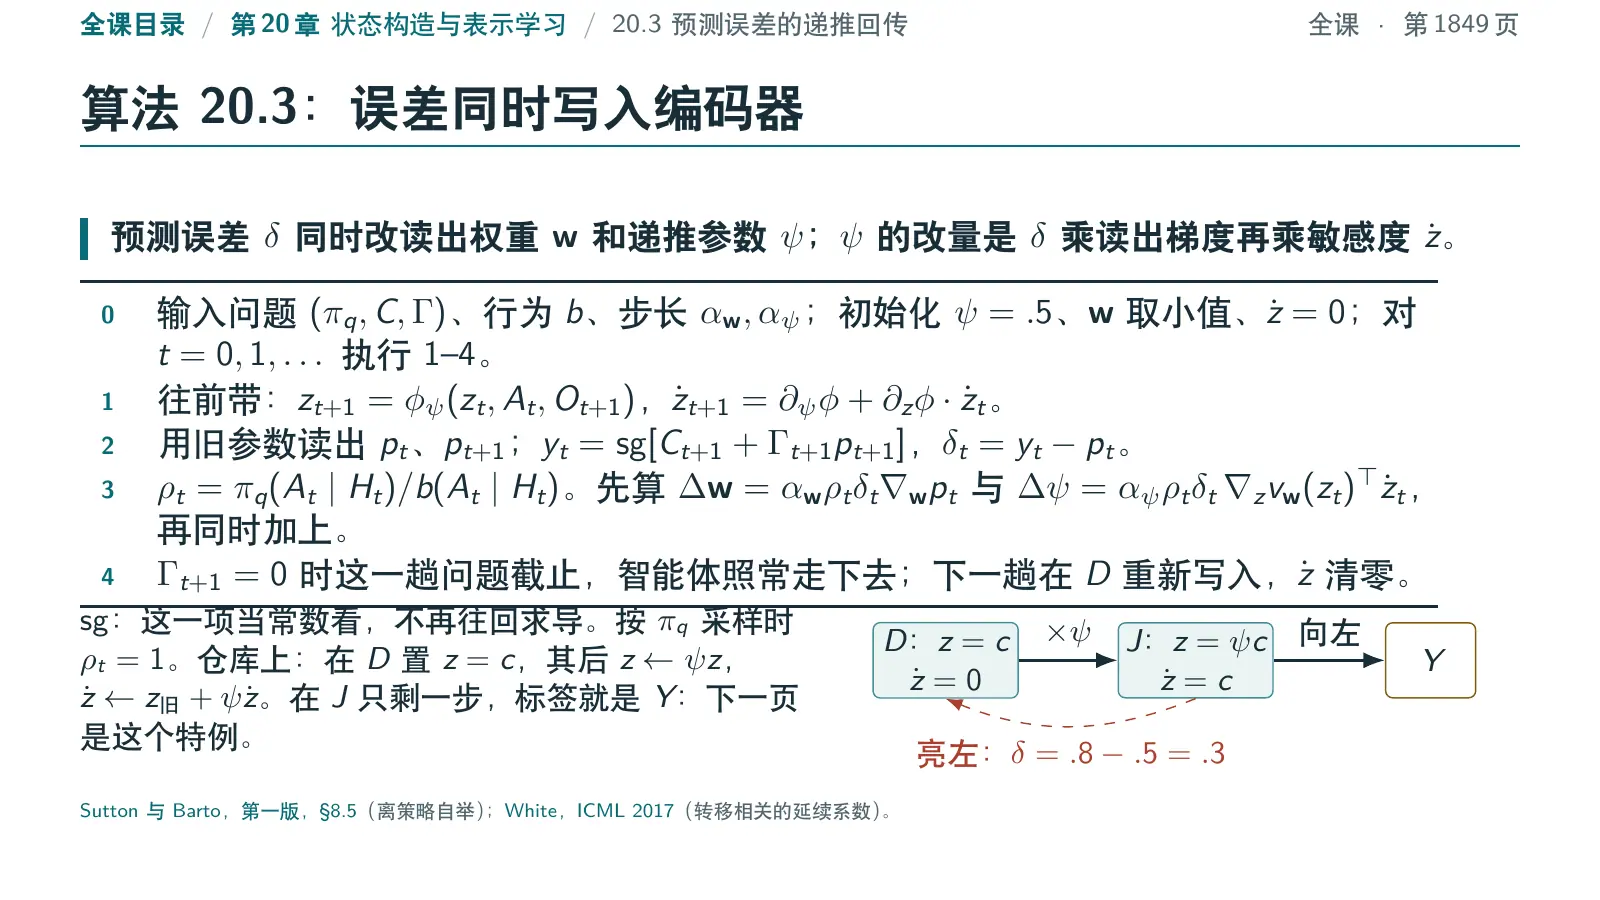 全课目录 / 第 20 章 状态构造与表示学习 / 20.3 预测误差的递推回传
全课 · 第 1849 页
算法 20.3：误差同时写入编码器
预测误差 δ 同时改读出权重 w 和递推参数 ψ；ψ 的改量是 δ 乘读出梯度再乘敏感度 ż。
0 输入问题 (π_q, C, Γ)、行为 b、步长 α_w, α_ψ；初始化 ψ = .5、w 取小值、ż = 0；对
t = 0, 1, … 执行 1–4。
1 往前带：z_{t+1} = ϕ_ψ(z_t, A_t, O_{t+1})，ż_{t+1} = ∂_ψϕ + ∂_zϕ · ż_t。
2 用旧参数读出 p_t、p_{t+1}；y_t = sg[C_{t+1} + Γ_{t+1}p_{t+1}]，δ_t = y_t − p_t。
3 ρ_t = π_q(A_t | H_t)/b(A_t | H_t)。先算 Δw = α_wρ_tδ_t∇_wp_t 与 Δψ = α_ψρ_tδ_t ∇_zv_w(z_t)^⊤ż_t，
再同时加上。
4 Γ_{t+1} = 0 时这一趟问题截止，智能体照常走下去；下一趟在 D 重新写入，ż 清零。
sg：这一项当常数看，不再往回求导。按 π_q 采样时
ρ_t = 1。仓库上：在 D 置 z = c，其后 z ← ψz，
ż ← z_旧 + ψż。在 J 只剩一步，标签就是 Y：下一页
是这个特例。
D：z = c
ż = 0
×ψ
J：z = ψc
ż = c
向左
Y
亮左：δ = .8 − .5 = .3
Sutton 与 Barto，第一版，§8.5（离策略自举）；White，ICML 2017（转移相关的延续系数）。